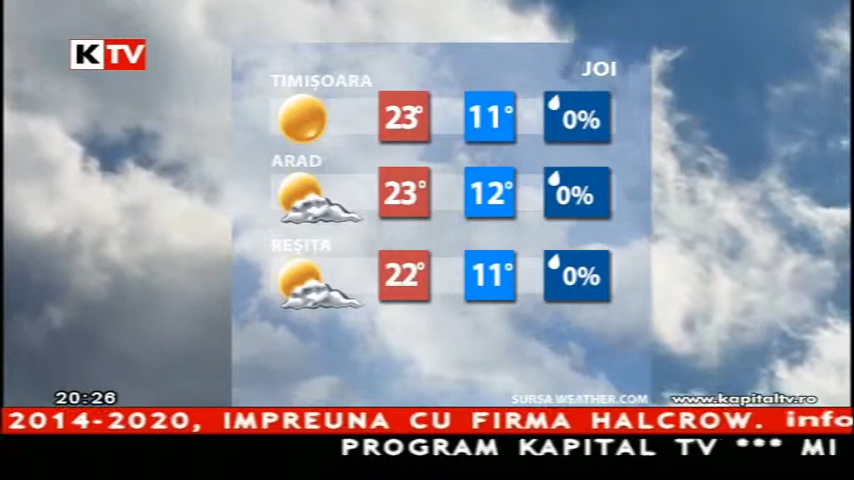 KTV
JOI
TIMIȘOARA
23° 11° 0%
ARAD
23° 12° 0%
REȘIȚA
22° 11° 0%
20:26
SURSA WEATHER.COM
www.kapitaltv.ro
2014-2020, IMPREUNA CU FIRMA HALCROW. info
PROGRAM KAPITAL TV *** MI